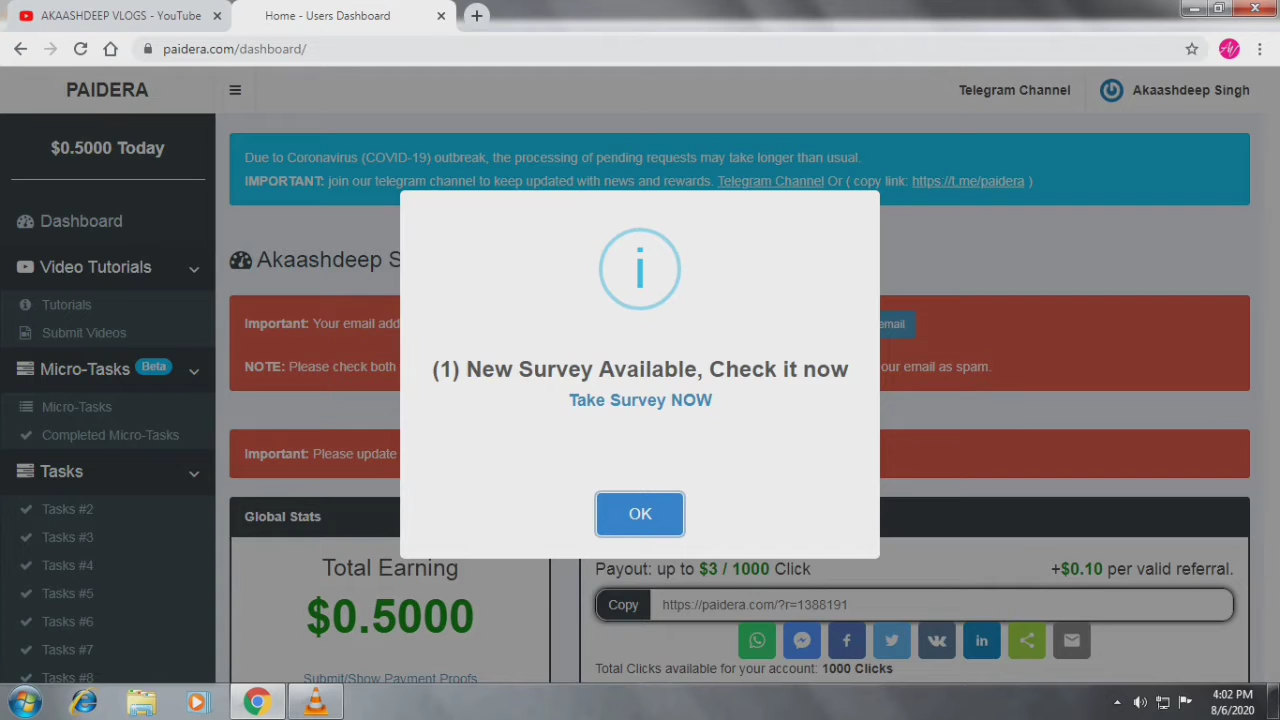 AKAASHDEEP VLOGS - YouTube
Home - Users Dashboard
paidera.com/dashboard/
PAIDERA
Telegram Channel
Akaashdeep Singh
$0.5000 Today
Dashboard
Video Tutorials
Tutorials
Submit Videos
Micro-Tasks Beta
Micro-Tasks
Completed Micro-Tasks
Tasks
Tasks #2
Tasks #3
Tasks #4
Tasks #5
Tasks #6
Tasks #7
Tasks #8
Due to Coronavirus (COVID-19) outbreak, the processing of pending requests may take longer than usual.
IMPORTANT: join our telegram channel to keep updated with news and rewards. Telegram Channel Or ( copy link: https://t.me/paidera )
Akaashdeep S
Important: Your email add
email
NOTE: Please check both
our email as spam.
Important: Please update
i
(1) New Survey Available, Check it now
Take Survey NOW
OK
Global Stats
Total Earning
$0.5000
Submit/Show Payment Proofs
Payout: up to $3 / 1000 Click
+$0.10 per valid referral.
Copy
https://paidera.com/?r=1388191
Total Clicks available for your account: 1000 Clicks
4:02 PM
8/6/2020